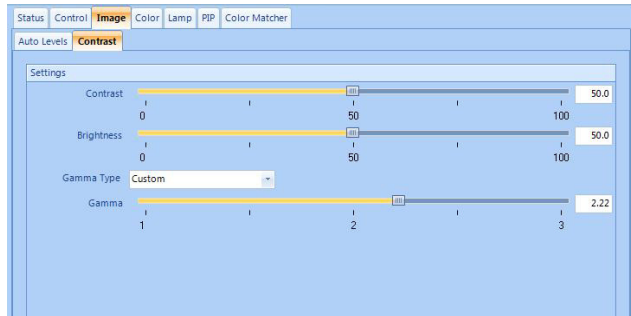 Status Control Image Color Lamp PIP Color Matcher
Auto Levels Contrast
Settings
Contrast 50.0
0 50 100
Brightness 50.0
0 50 100
Gamma Type Custom
Gamma 2.22
1 2 3